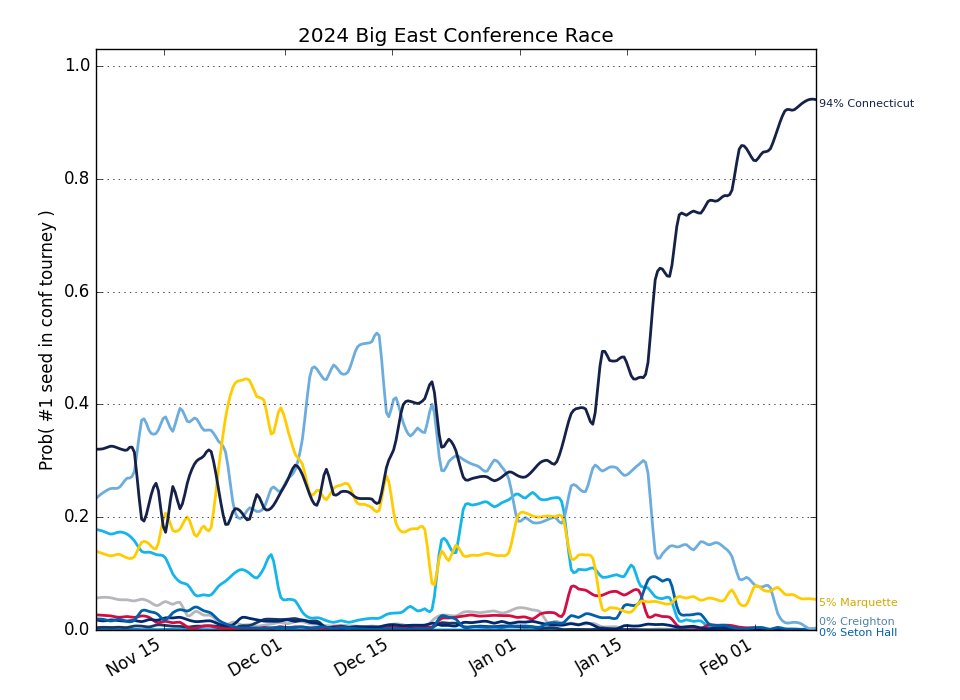 2024 Big East Conference Race
Prob( #1 seed in conf tourney )
1.0
0.8
0.6
0.4
0.2
0.0
94% Connecticut
5% Marquette
0% Creighton
0% Seton Hall
Nov 15
Dec 01
Dec 15
Jan 01
Jan 15
Feb 01